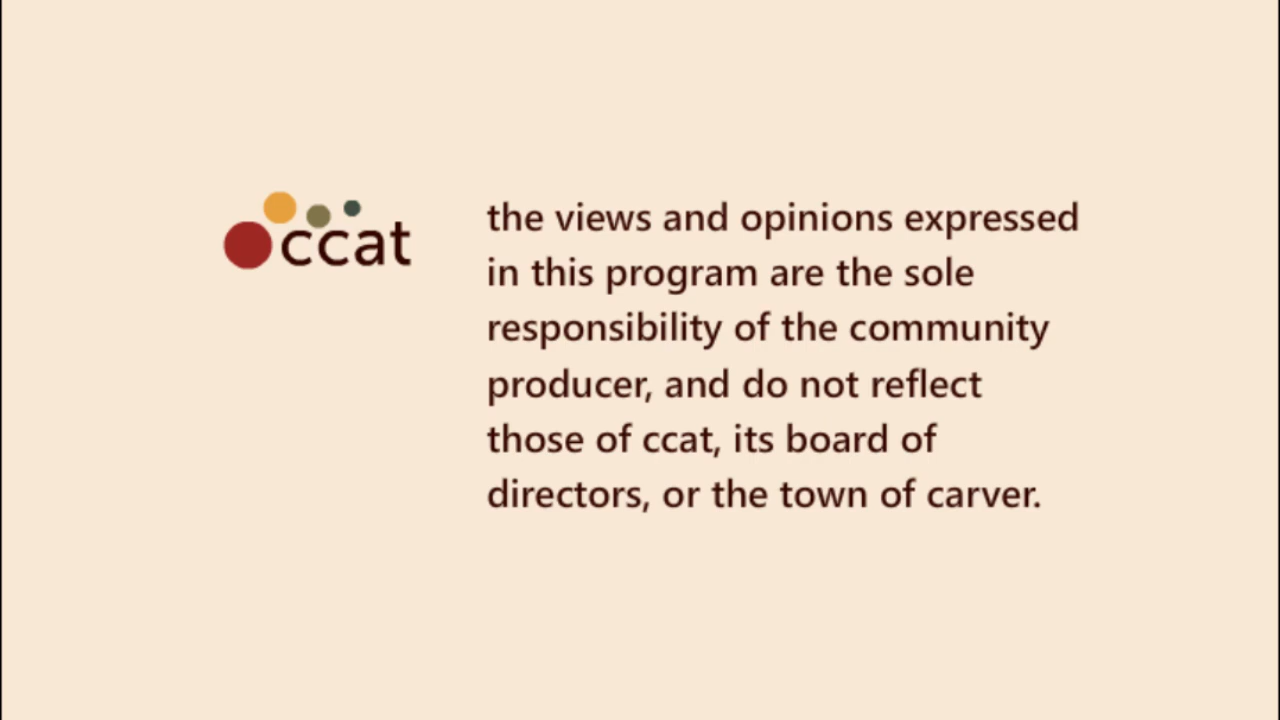 ccat
the views and opinions expressed
in this program are the sole
responsibility of the community
producer, and do not reflect
those of ccat, its board of
directors, or the town of carver.